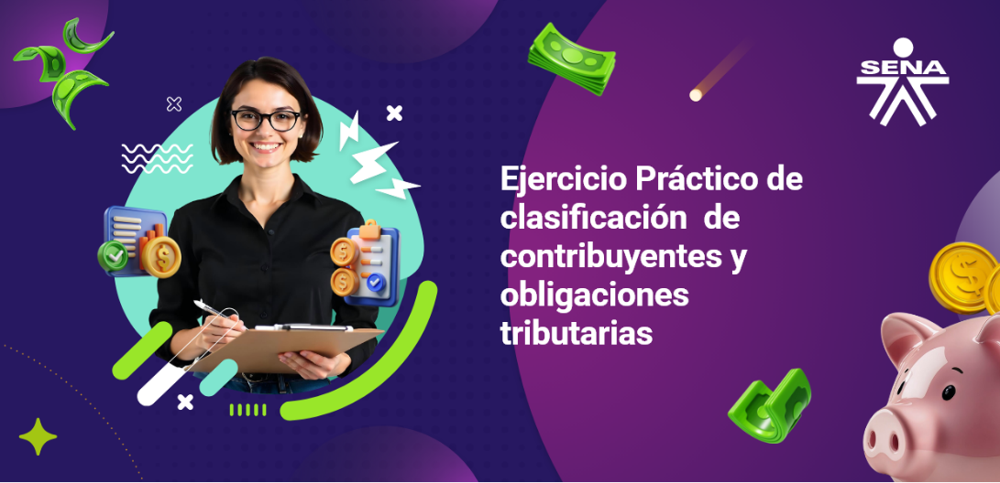 SENA
Ejercicio Práctico de
clasificación de
contribuyentes y
obligaciones
tributarias